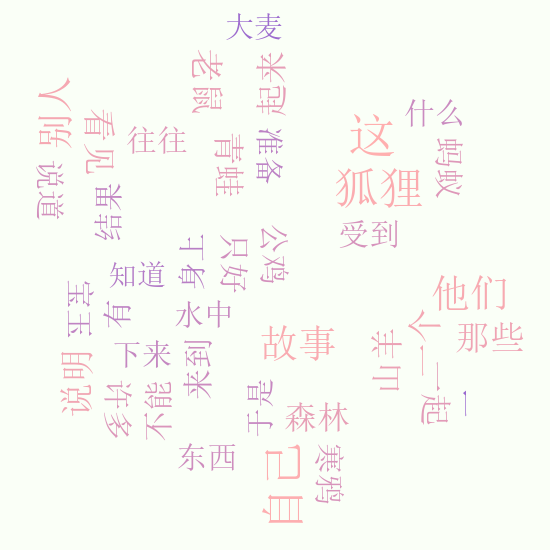 大麦
老鼠
起来
别人
看见
往往
青蛙
准备
这
什么
蚂蚁
狐狸
说道
结果
受到
公鸡
只好
身上
知道
宝王
有
水中
他们
一个
那些
故事
山羊
下来
来到
说明
许多
不能
于是
森林
一起
一
东西
寒鸦
自己